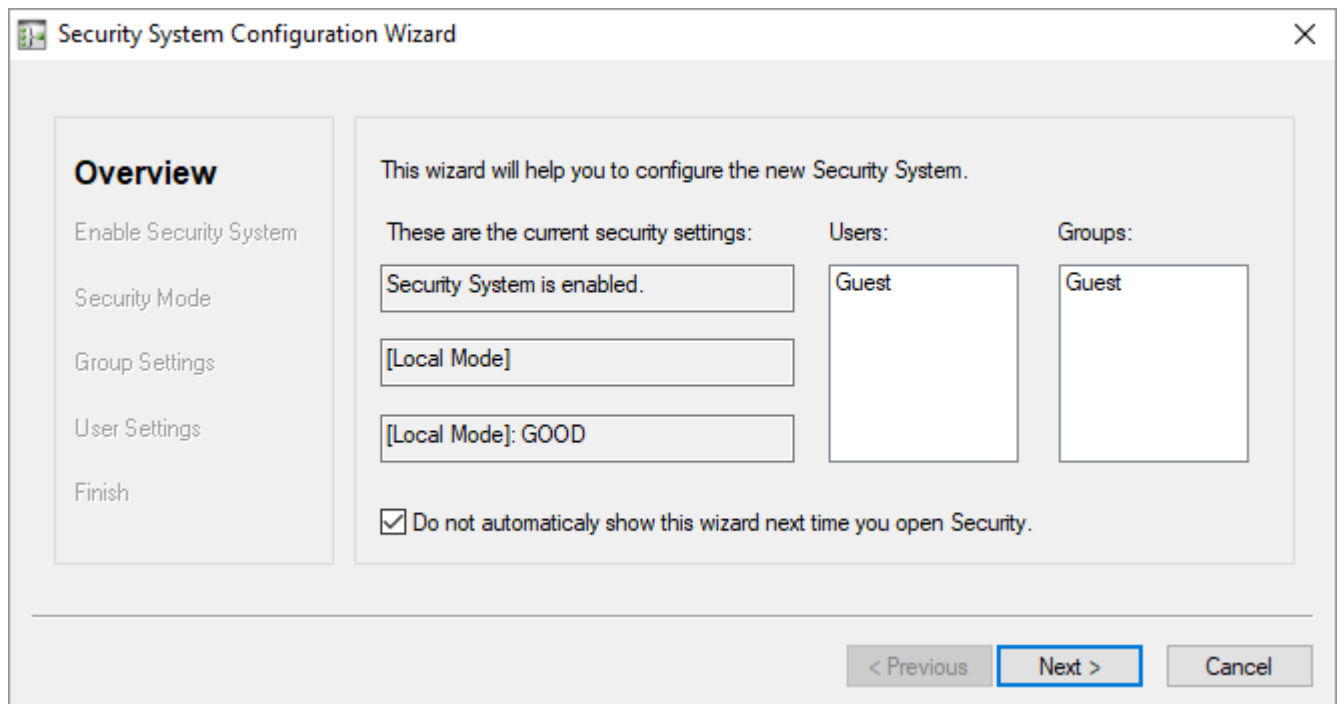 Security System Configuration Wizard
Overview
Enable Security System
Security Mode
Group Settings
User Settings
Finish
This wizard will help you to configure the new Security System.
These are the current security settings:
Users:
Groups:
Security System is enabled.
Guest
Guest
[Local Mode]
[Local Mode]: GOOD
Do not automaticaly show this wizard next time you open Security.
< Previous
Next >
Cancel